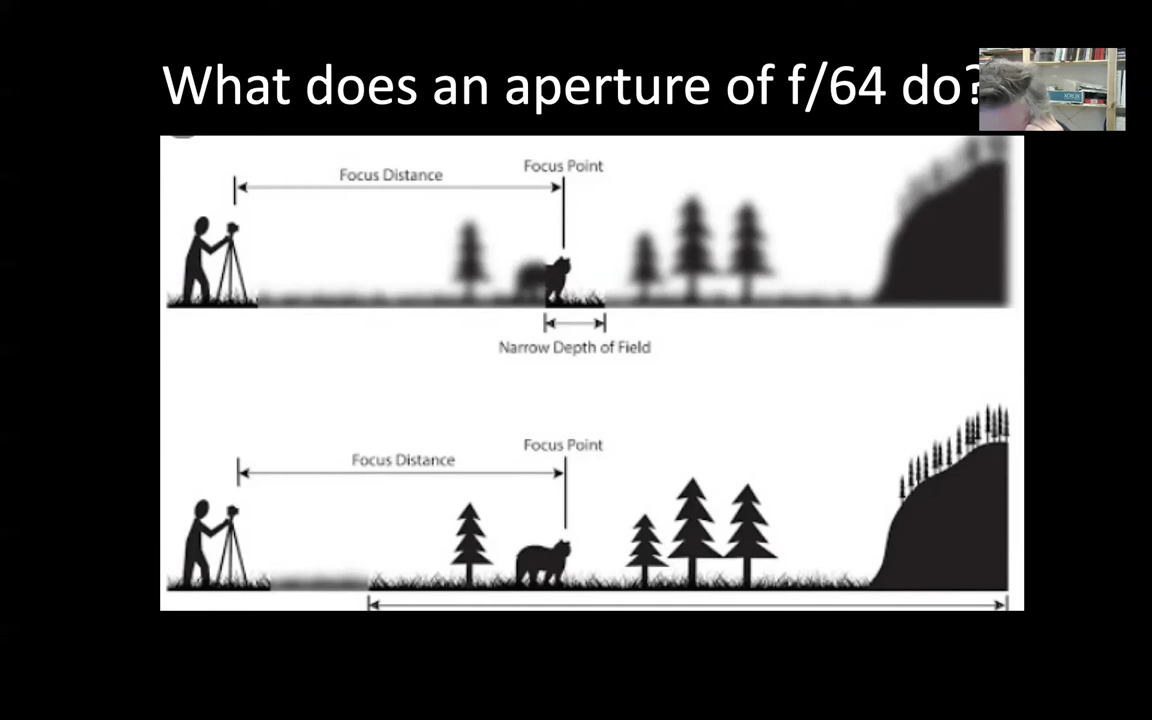 What does an aperture of f/64 do?
Focus Point
Focus Distance
Narrow Depth of Field
Focus Point
Focus Distance